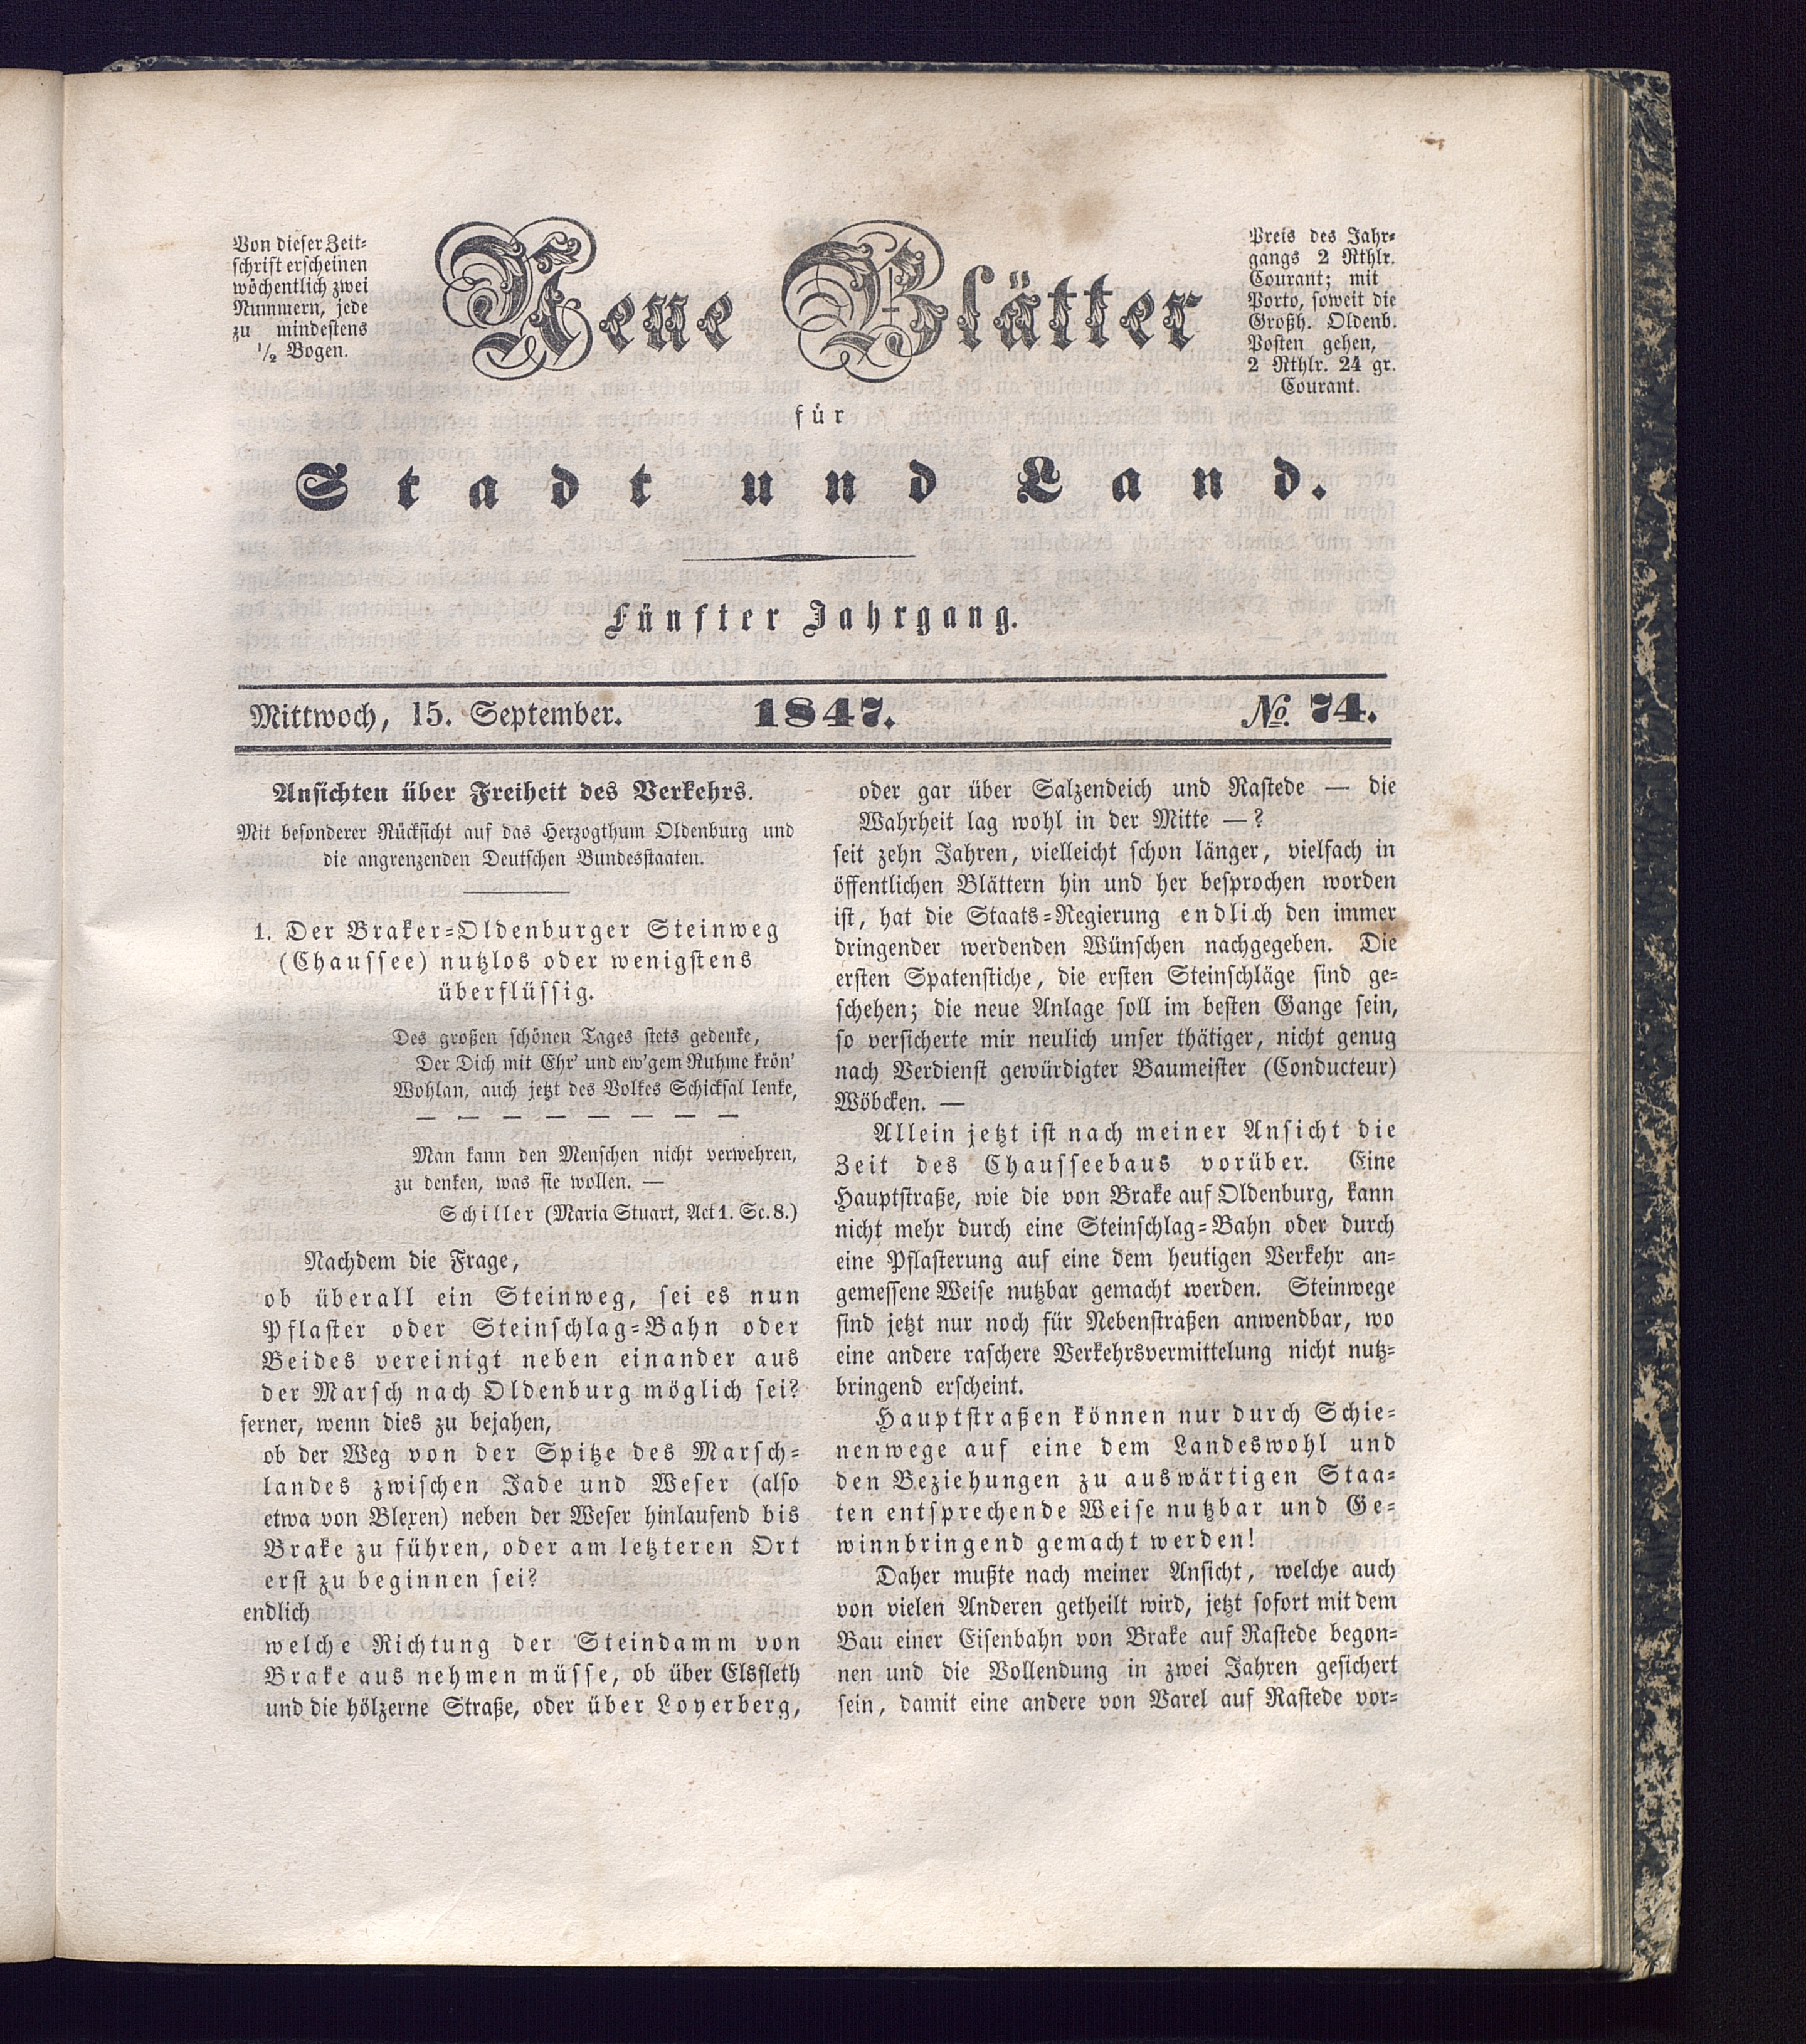 Von dieser Zeit-
schrift erscheinen
wöchentlich zwei
Nummern, jede
zu mindestens
½ Bogen.
Neue Blätter
Preis des Jahr-
gangs 2 Rthlr.
Courant; mit
Porto, soweit die
Großh. Oldenb.
Posten gehen,
2 Rthlr. 24 gr.
Courant.
für
Stadt und Land.
Fünfter Jahrgang.
Mittwoch, 15. September. 1847. No. 74.
Ansichten über Freiheit des Verkehrs.
Mit besonderer Rücksicht auf das Herzogthum Oldenburg und
die angrenzenden Deutschen Bundesstaaten.
1. Der Braker-Oldenburger Steinweg
(Chaussee) nutzlos oder wenigstens
überflüssig.
Des großen schönen Tages stets gedenke,
Der Dich mit Ehr' und ew'gem Ruhme krön'
Wohlan, auch jetzt des Volkes Schicksal lenke,
— — — — — — — —
Man kann den Menschen nicht verwehren,
zu denken, was sie wollen. —
Schiller (Maria Stuart, Act 1. Sc. 8.)
Nachdem die Frage,
ob überall ein Steinweg, sei es nun
Pflaster oder Steinschlag-Bahn oder
Beides vereinigt neben einander aus
der Marsch nach Oldenburg möglich sei?
ferner, wenn dies zu bejahen,
ob der Weg von der Spitze des Marsch-
landes zwischen Jade und Weser (also
etwa von Blexen) neben der Weser hinlaufend bis
Brake zu führen, oder am letzteren Ort
erst zu beginnen sei?
endlich
welche Richtung der Steindamm von
Brake aus nehmen müsse, ob über Elsfleth
und die hölzerne Straße, oder über Loyerberg,
oder gar über Salzendeich und Rastede — die
Wahrheit lag wohl in der Mitte — ?
seit zehn Jahren, vielleicht schon länger, vielfach in
öffentlichen Blättern hin und her besprochen worden
ist, hat die Staats-Regierung endlich den immer
dringender werdenden Wünschen nachgegeben. Die
ersten Spatenstiche, die ersten Steinschläge sind ge-
schehen; die neue Anlage soll im besten Gange sein,
so versicherte mir neulich unser thätiger, nicht genug
nach Verdienst gewürdigter Baumeister (Conducteur)
Wöbcken. —
Allein jetzt ist nach meiner Ansicht die
Zeit des Chausseebaus vorüber. Eine
Hauptstraße, wie die von Brake auf Oldenburg, kann
nicht mehr durch eine Steinschlag-Bahn oder durch
eine Pflasterung auf eine dem heutigen Verkehr an-
gemessene Weise nutzbar gemacht werden. Steinwege
sind jetzt nur noch für Nebenstraßen anwendbar, wo
eine andere raschere Verkehrsvermittelung nicht nutz-
bringend erscheint.
Hauptstraßen können nur durch Schie-
nenwege auf eine dem Landeswohl und
den Beziehungen zu auswärtigen Staa-
ten entsprechende Weise nutzbar und Ge-
winnbringend gemacht werden!
Daher mußte nach meiner Ansicht, welche auch
von vielen Anderen getheilt wird, jetzt sofort mit dem
Bau einer Eisenbahn von Brake auf Rastede begon-
nen und die Vollendung in zwei Jahren gesichert
sein, damit eine andere von Varel auf Rastede vor-